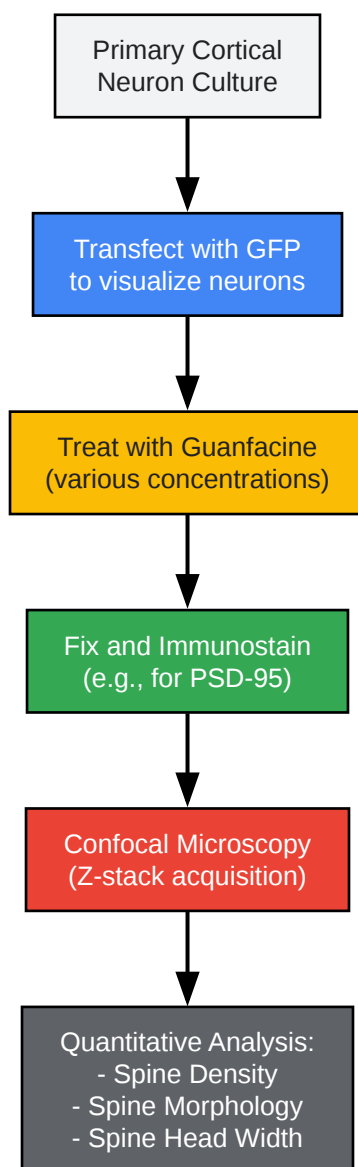 Primary Cortical
Neuron Culture
Transfect with GFP
to visualize neurons
Treat with Guanfacine
(various concentrations)
Fix and Immunostain
(e.g., for PSD-95)
Confocal Microscopy
(Z-stack acquisition)
Quantitative Analysis:
- Spine Density
- Spine Morphology
- Spine Head Width